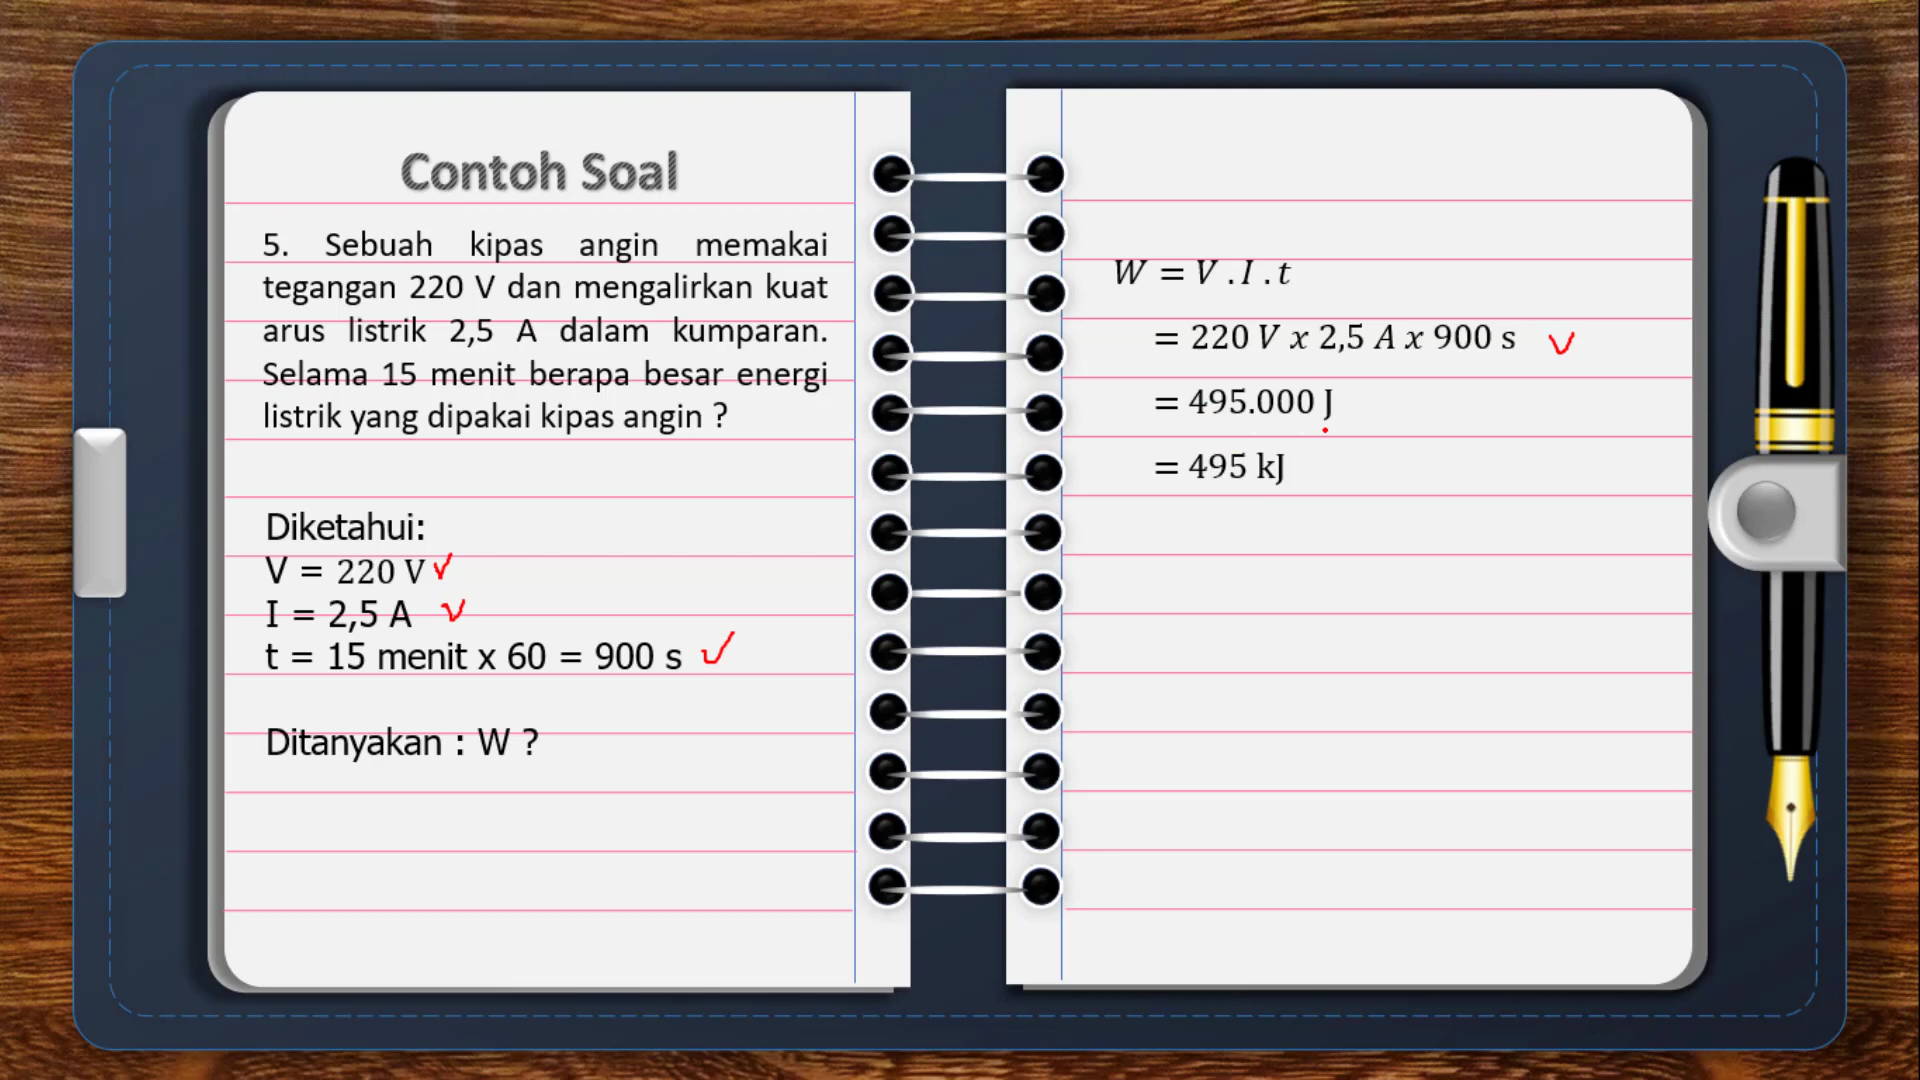 Contoh Soal
5. Sebuah kipas angin memakai
tegangan 220 V dan mengalirkan kuat
arus listrik 2,5 A dalam kumparan.
Selama 15 menit berapa besar energi
listrik yang dipakai kipas angin ?
Diketahui:
V = 220 V
I = 2,5 A
t = 15 menit x 60 = 900 s
Ditanyakan : W ?
W = V . I . t
= 220 V x 2,5 A x 900 s
= 495.000 J
= 495 kJ